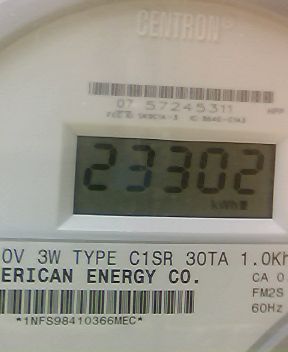 CENTRON®
07 57245311
23302
kWh
0V 3W TYPE C1SR 30TA 1.0Kh
ERICAN ENERGY CO.
CA 0
FM2S
60Hz
*1NFS98410366MEC*